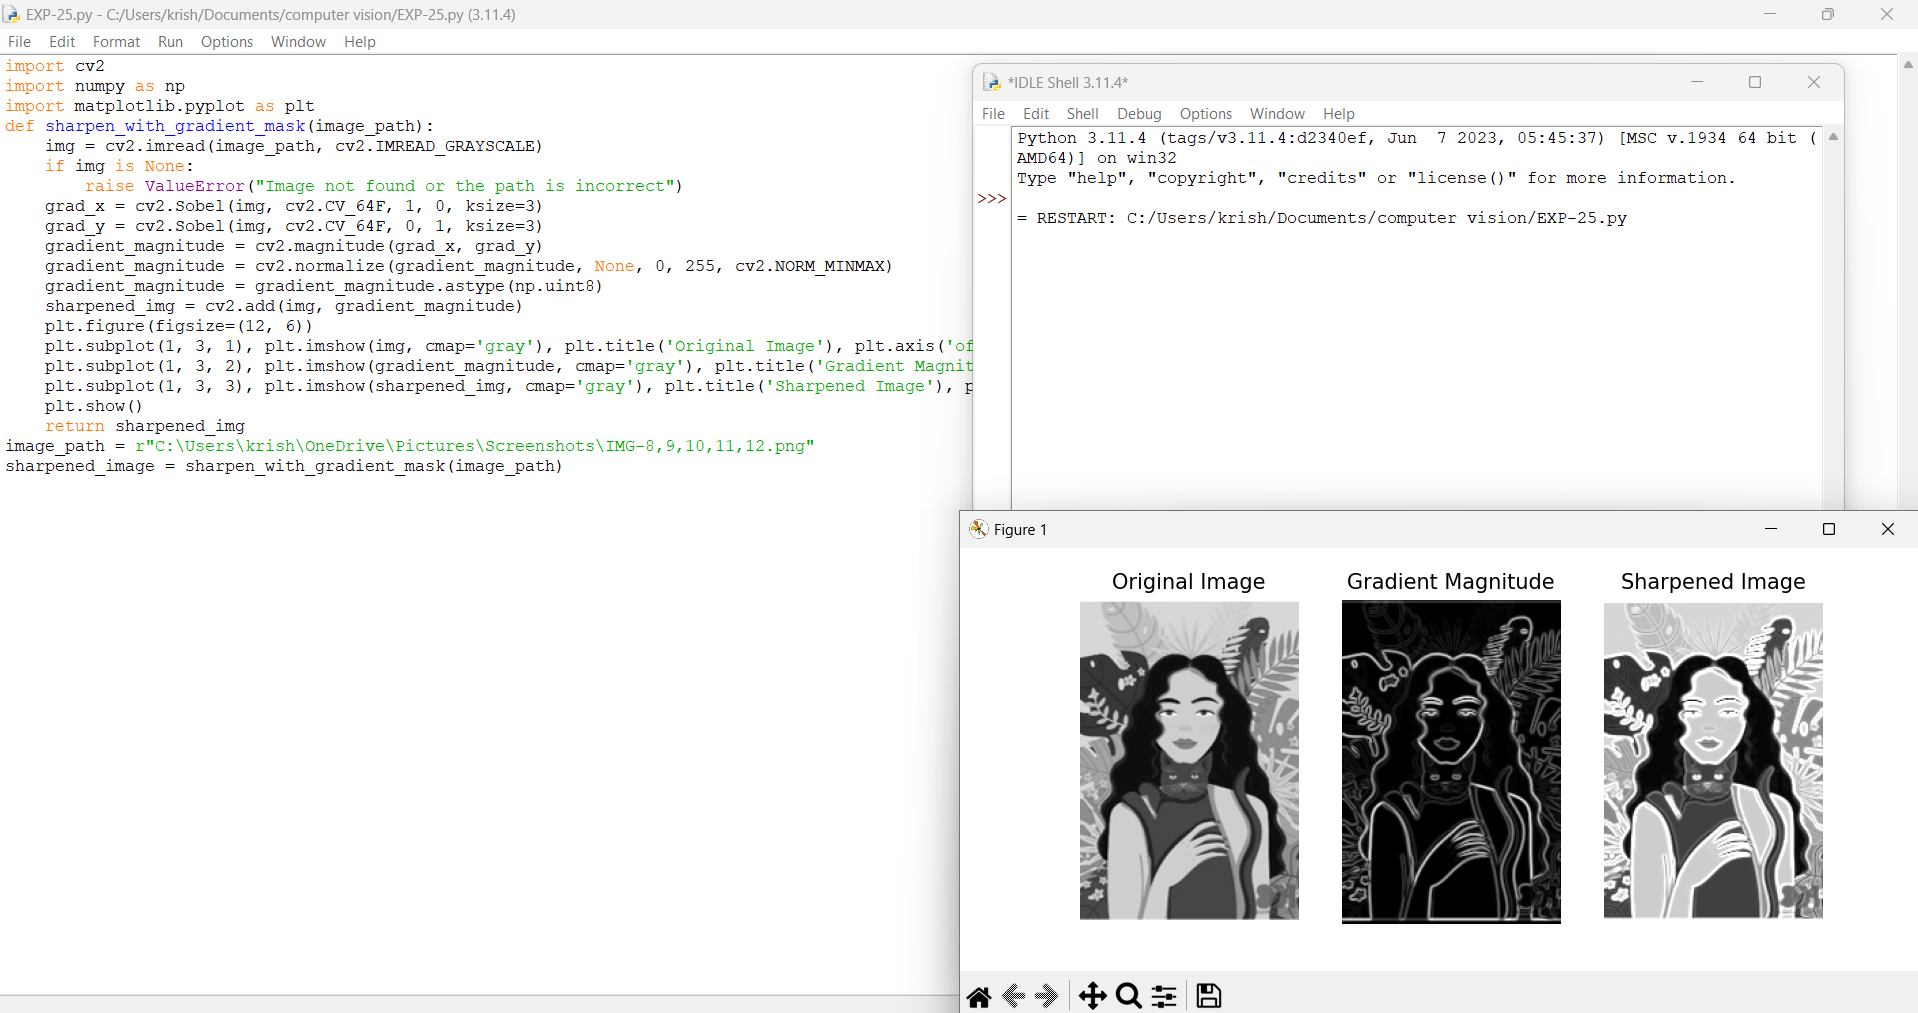 EXP-25.py - C:/Users/krish/Documents/computer vision/EXP-25.py (3.11.4)
File Edit Format Run Options Window Help
import cv2
import numpy as np
import matplotlib.pyplot as plt
def sharpen_with_gradient_mask(image_path):
    img = cv2.imread(image_path, cv2.IMREAD_GRAYSCALE)
    if img is None:
        raise ValueError("Image not found or the path is incorrect")
    grad_x = cv2.Sobel(img, cv2.CV_64F, 1, 0, ksize=3)
    grad_y = cv2.Sobel(img, cv2.CV_64F, 0, 1, ksize=3)
    gradient_magnitude = cv2.magnitude(grad_x, grad_y)
    gradient_magnitude = cv2.normalize(gradient_magnitude, None, 0, 255, cv2.NORM_MINMAX)
    gradient_magnitude = gradient_magnitude.astype(np.uint8)
    sharpened_img = cv2.add(img, gradient_magnitude)
    plt.figure(figsize=(12, 6))
    plt.subplot(1, 3, 1), plt.imshow(img, cmap='gray'), plt.title('Original Image'), plt.axis('of
    plt.subplot(1, 3, 2), plt.imshow(gradient_magnitude, cmap='gray'), plt.title('Gradient Magnit
    plt.subplot(1, 3, 3), plt.imshow(sharpened_img, cmap='gray'), plt.title('Sharpened Image'), p
    plt.show()
    return sharpened_img
image_path = r"C:\Users\krish\OneDrive\Pictures\Screenshots\IMG-8,9,10,11,12.png"
sharpened_image = sharpen_with_gradient_mask(image_path)
*IDLE Shell 3.11.4*
File Edit Shell Debug Options Window Help
Python 3.11.4 (tags/v3.11.4:d2340ef, Jun  7 2023, 05:45:37) [MSC v.1934 64 bit (
AMD64)] on win32
Type "help", "copyright", "credits" or "license()" for more information.
>>>
= RESTART: C:/Users/krish/Documents/computer vision/EXP-25.py
Figure 1
Original Image Gradient Magnitude Sharpened Image